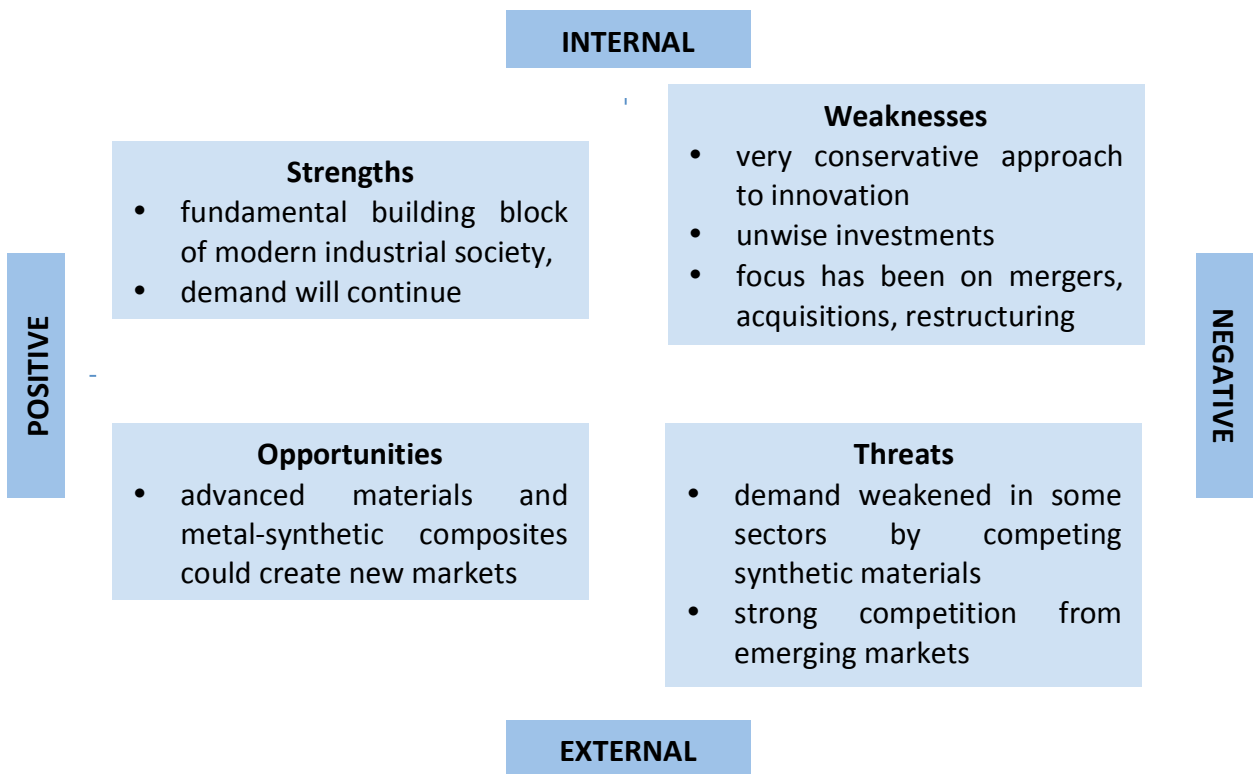 INTERNAL
Strengths
• fundamental building block
of modern industrial society,
• demand will continue
Weaknesses
• very conservative approach
to innovation
• unwise investments
• focus has been on mergers,
acquisitions, restructuring
POSITIVE
NEGATIVE
Opportunities
• advanced materials and
metal-synthetic composites
could create new markets
Threats
• demand weakened in some
sectors by competing
synthetic materials
• strong competition from
emerging markets
EXTERNAL